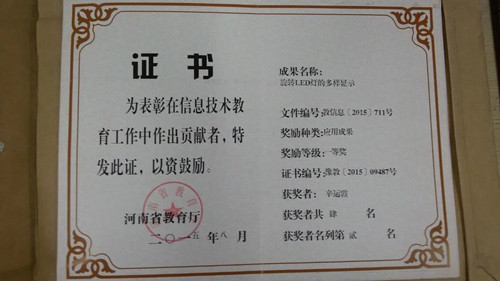 证书
为表彰在信息技术教
育工作中作出贡献者，特
发此证，以资鼓励。
河南省教育厅
二〇一五年八月
成果名称：
旋转LED灯的多样显示
文件编号：教信息〔2015〕711号
奖励种类：应用成果
奖励等级：一等奖
证书编号：豫教〔2015〕09487号
获奖者：辛运霞
获奖者共 肆 名
获奖者名列第 贰 名